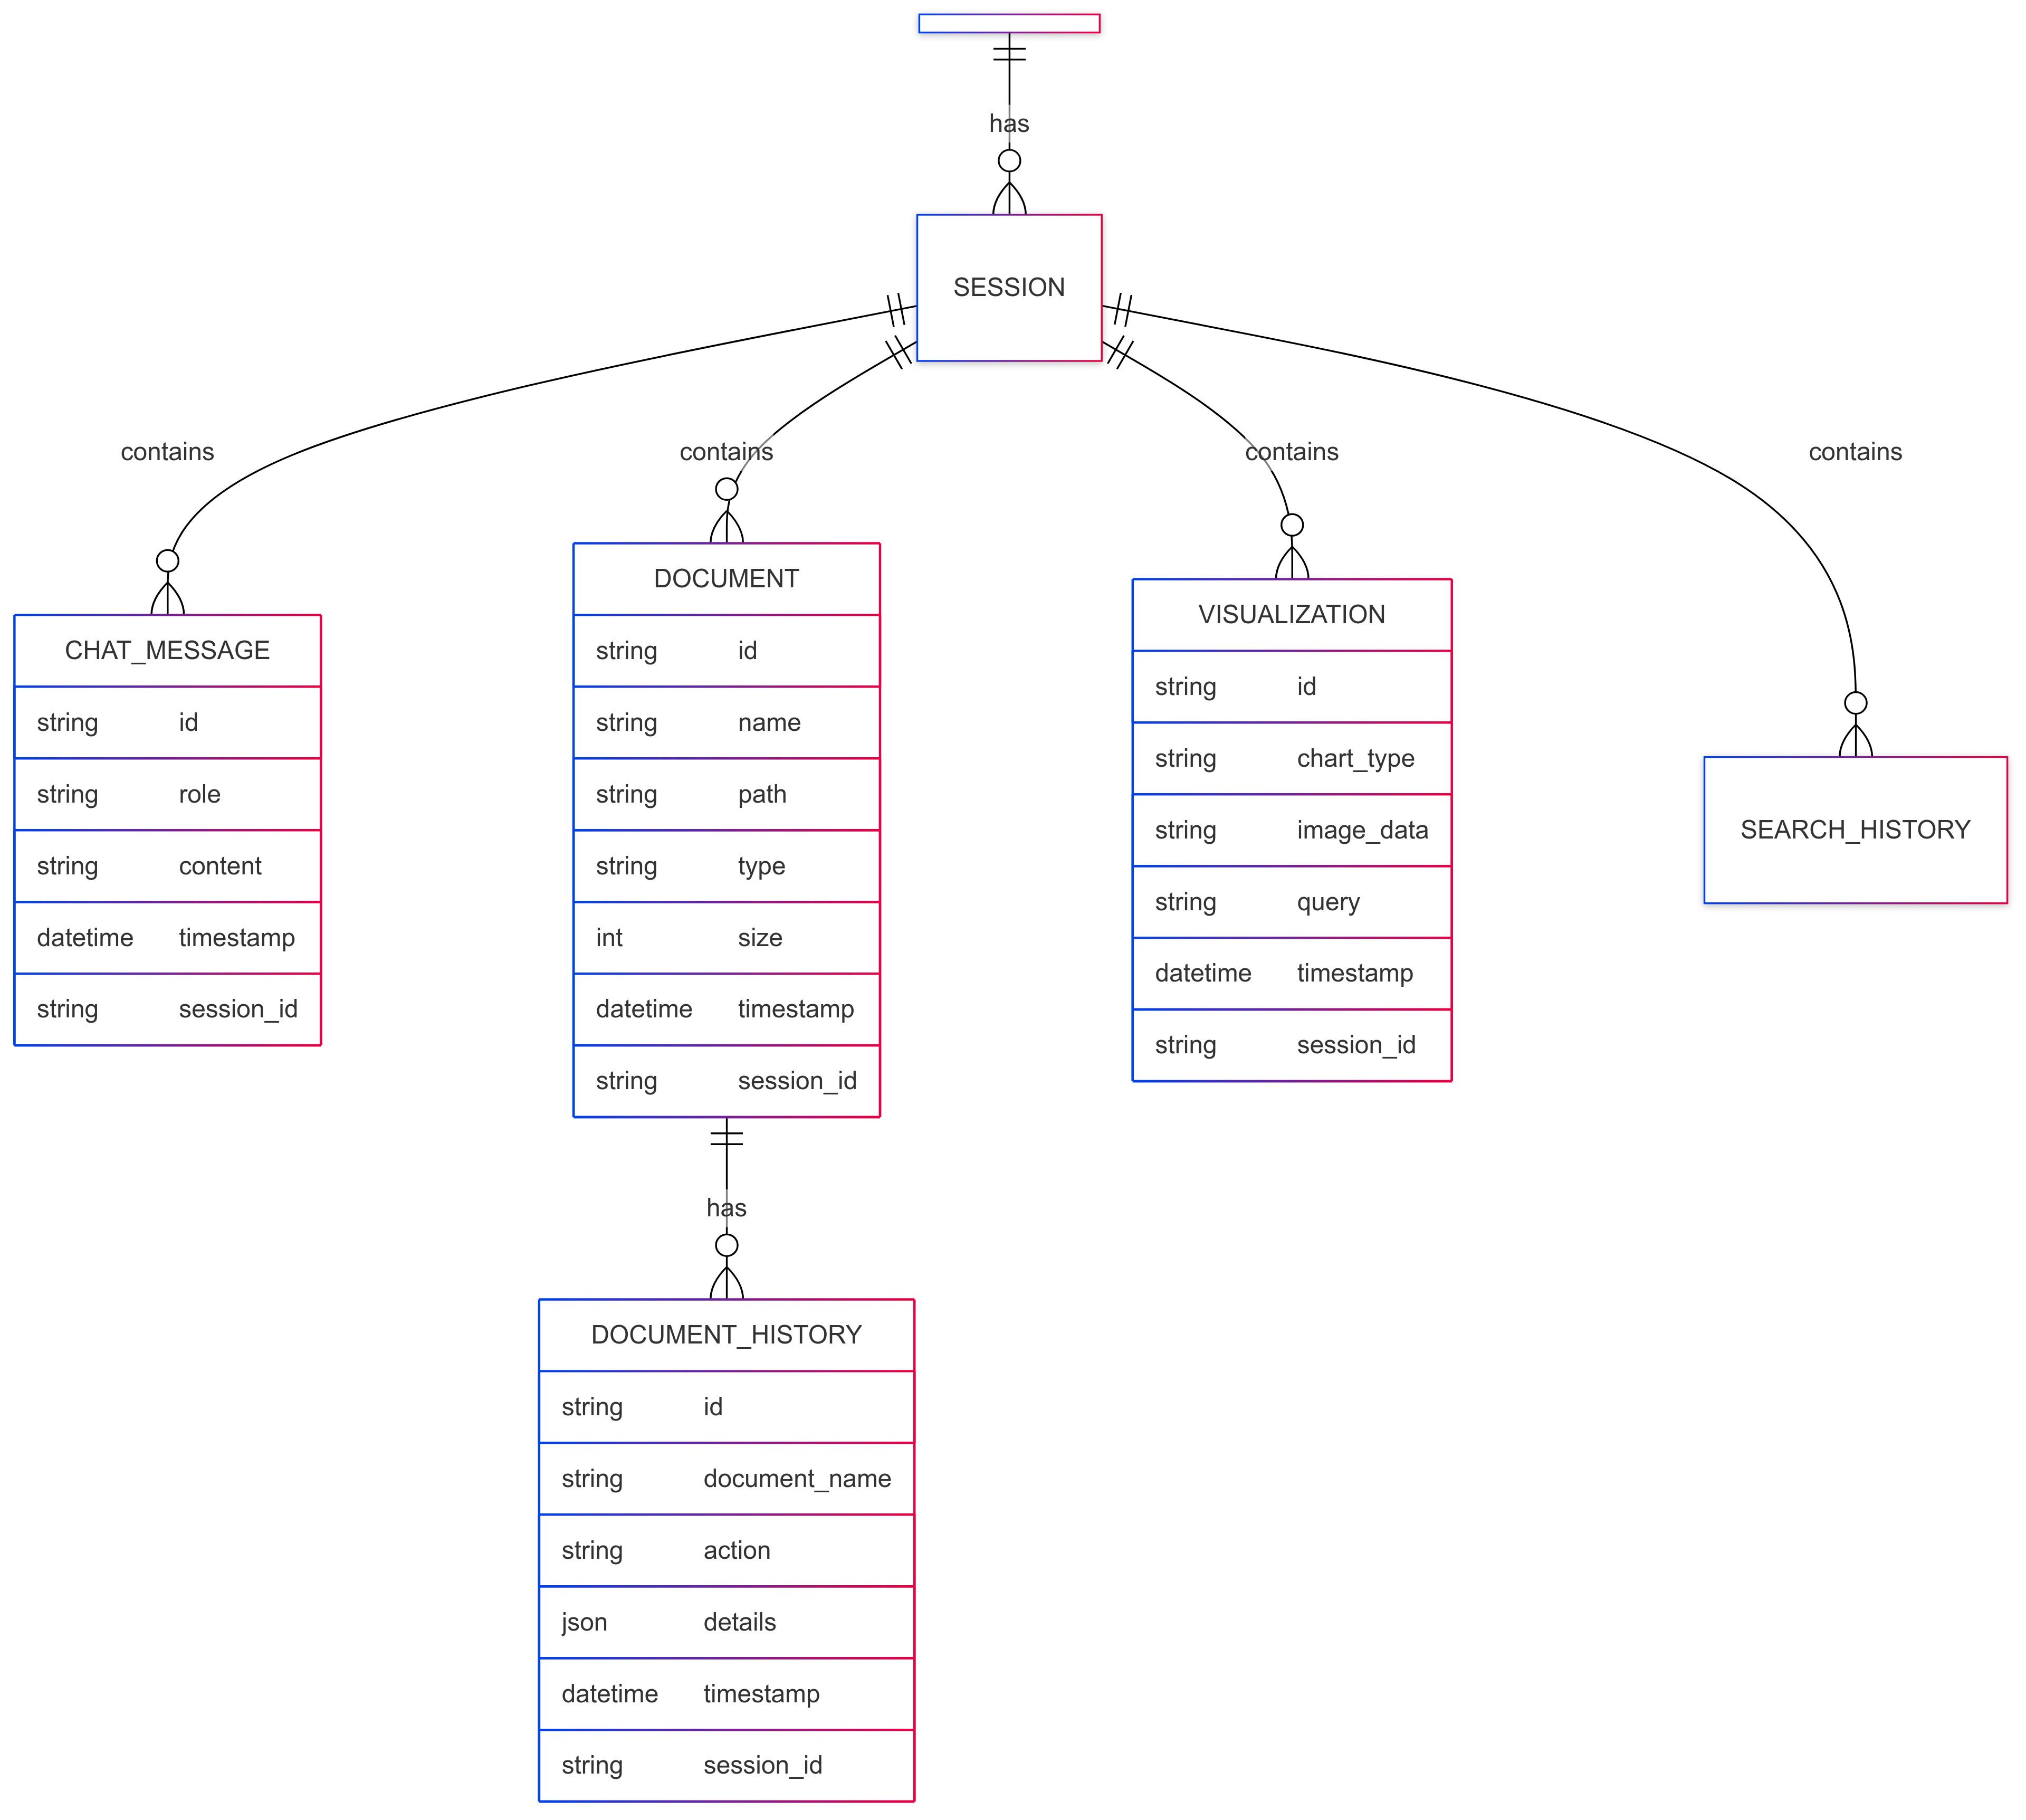 has
SESSION
contains
contains
contains
contains
CHAT_MESSAGE
string id
string role
string content
datetime timestamp
string session_id
DOCUMENT
string id
string name
string path
string type
int size
datetime timestamp
string session_id
VISUALIZATION
string id
string chart_type
string image_data
string query
datetime timestamp
string session_id
SEARCH_HISTORY
has
DOCUMENT_HISTORY
string id
string document_name
string action
json details
datetime timestamp
string session_id